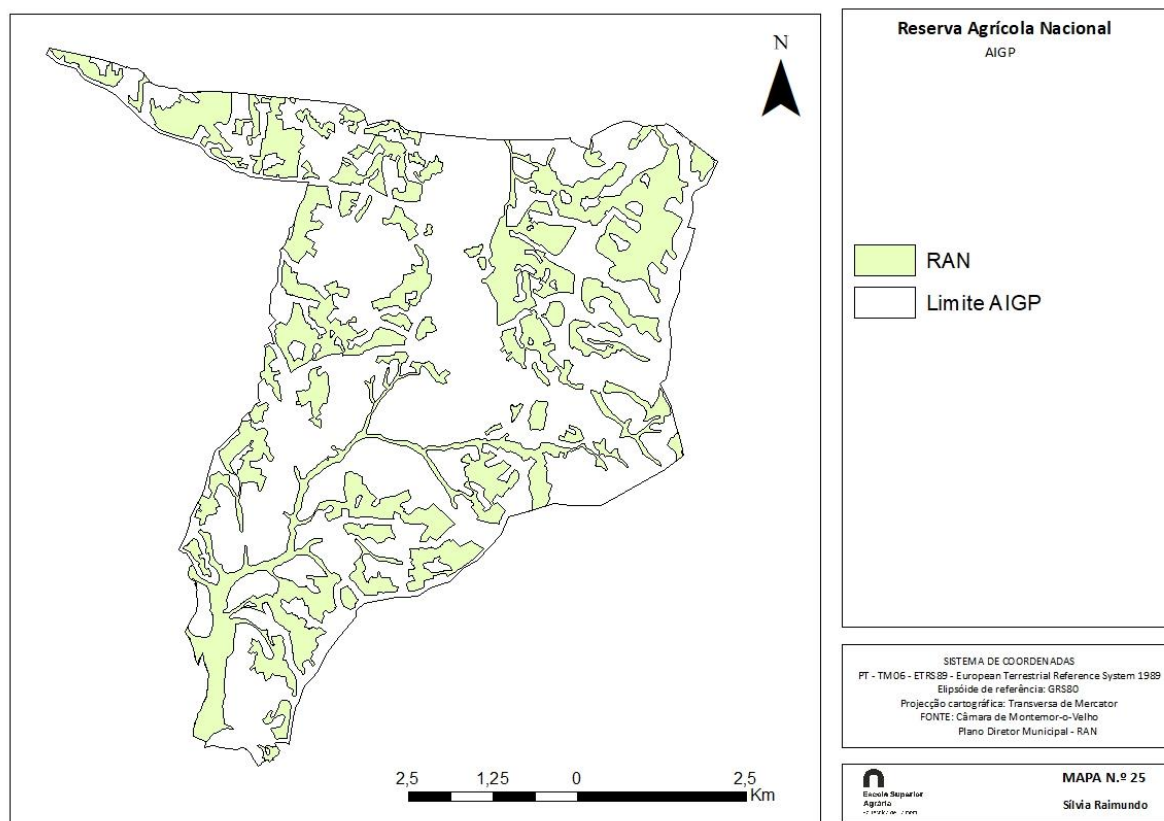 N
Reserva Agrícola Nacional
AIGP
RAN
Limite AIGP
2,5 1,25 0 2,5
Km
SISTEMA DE COORDENADAS
PT - TM06 - ETRS89 - European Terrestrial Reference System 1989
Elipsóide de referência: GRS80
Projecção cartográfica: Transversa de Mercator
FONTE: Câmara de Montemor-o-Velho
Plano Diretor Municipal - RAN
Escola Superior
Agrária
MAPA N.º 25
Sílvia Raimundo